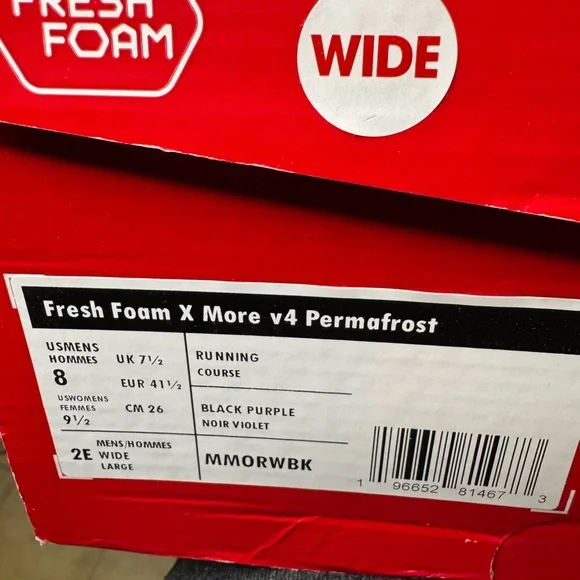 FRESH
FOAM
WIDE
Fresh Foam X More v4 Permafrost
USMENS
HOMMES
8
UK 7½
EUR 41½
USWOMENS
FEMMES
9½
CM 26
2E
MENS/HOMMES
WIDE
LARGE
RUNNING
COURSE
BLACK PURPLE
NOIR VIOLET
MMORWBK
1 96652 81467 3